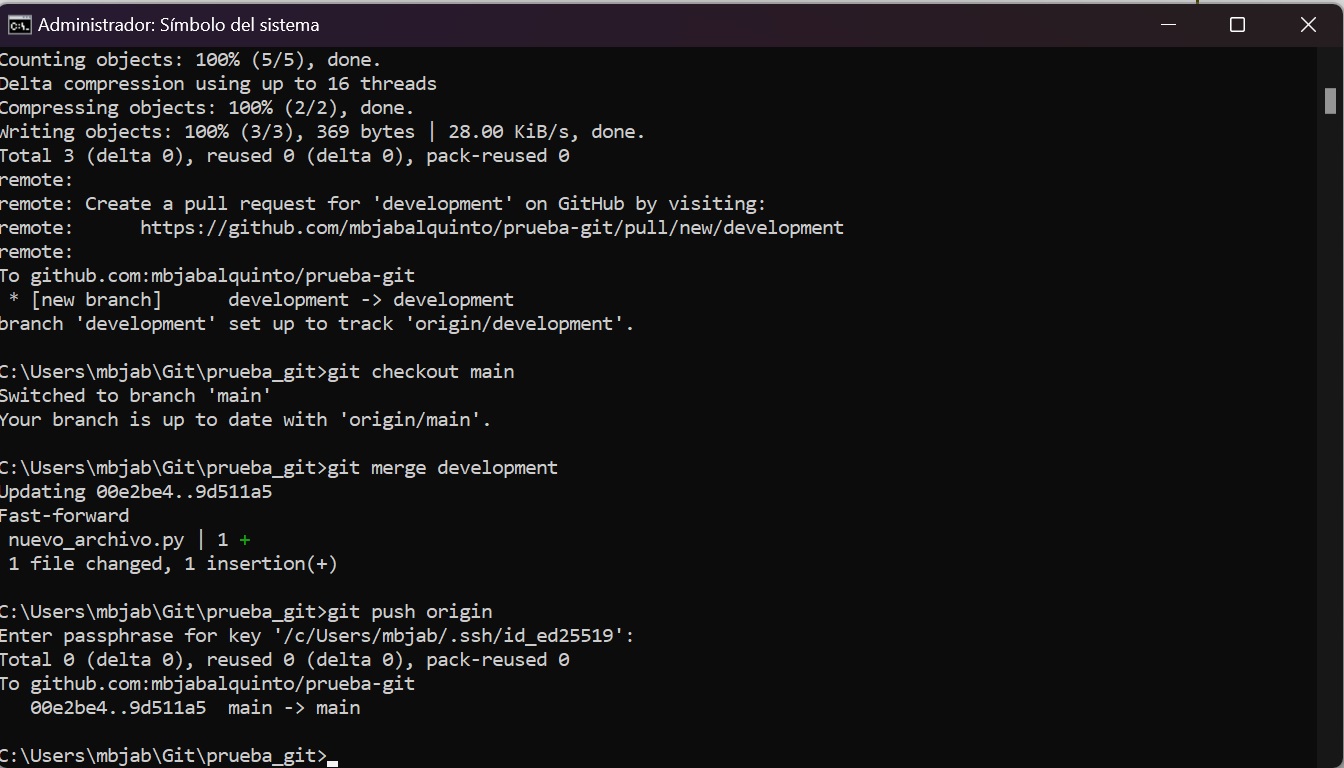 Administrador: Símbolo del sistema
Counting objects: 100% (5/5), done.
Delta compression using up to 16 threads
Compressing objects: 100% (2/2), done.
Writing objects: 100% (3/3), 369 bytes | 28.00 KiB/s, done.
Total 3 (delta 0), reused 0 (delta 0), pack-reused 0
remote:
remote: Create a pull request for 'development' on GitHub by visiting:
remote:      https://github.com/mbjabalquinto/prueba-git/pull/new/development
remote:
To github.com:mbjabalquinto/prueba-git
 * [new branch]      development -> development
branch 'development' set up to track 'origin/development'.
C:\Users\mbjab\Git\prueba_git>git checkout main
Switched to branch 'main'
Your branch is up to date with 'origin/main'.
C:\Users\mbjab\Git\prueba_git>git merge development
Updating 00e2be4..9d511a5
Fast-forward
 nuevo_archivo.py | 1 +
 1 file changed, 1 insertion(+)
C:\Users\mbjab\Git\prueba_git>git push origin
Enter passphrase for key '/c/Users/mbjab/.ssh/id_ed25519':
Total 0 (delta 0), reused 0 (delta 0), pack-reused 0
To github.com:mbjabalquinto/prueba-git
   00e2be4..9d511a5  main -> main
C:\Users\mbjab\Git\prueba_git>